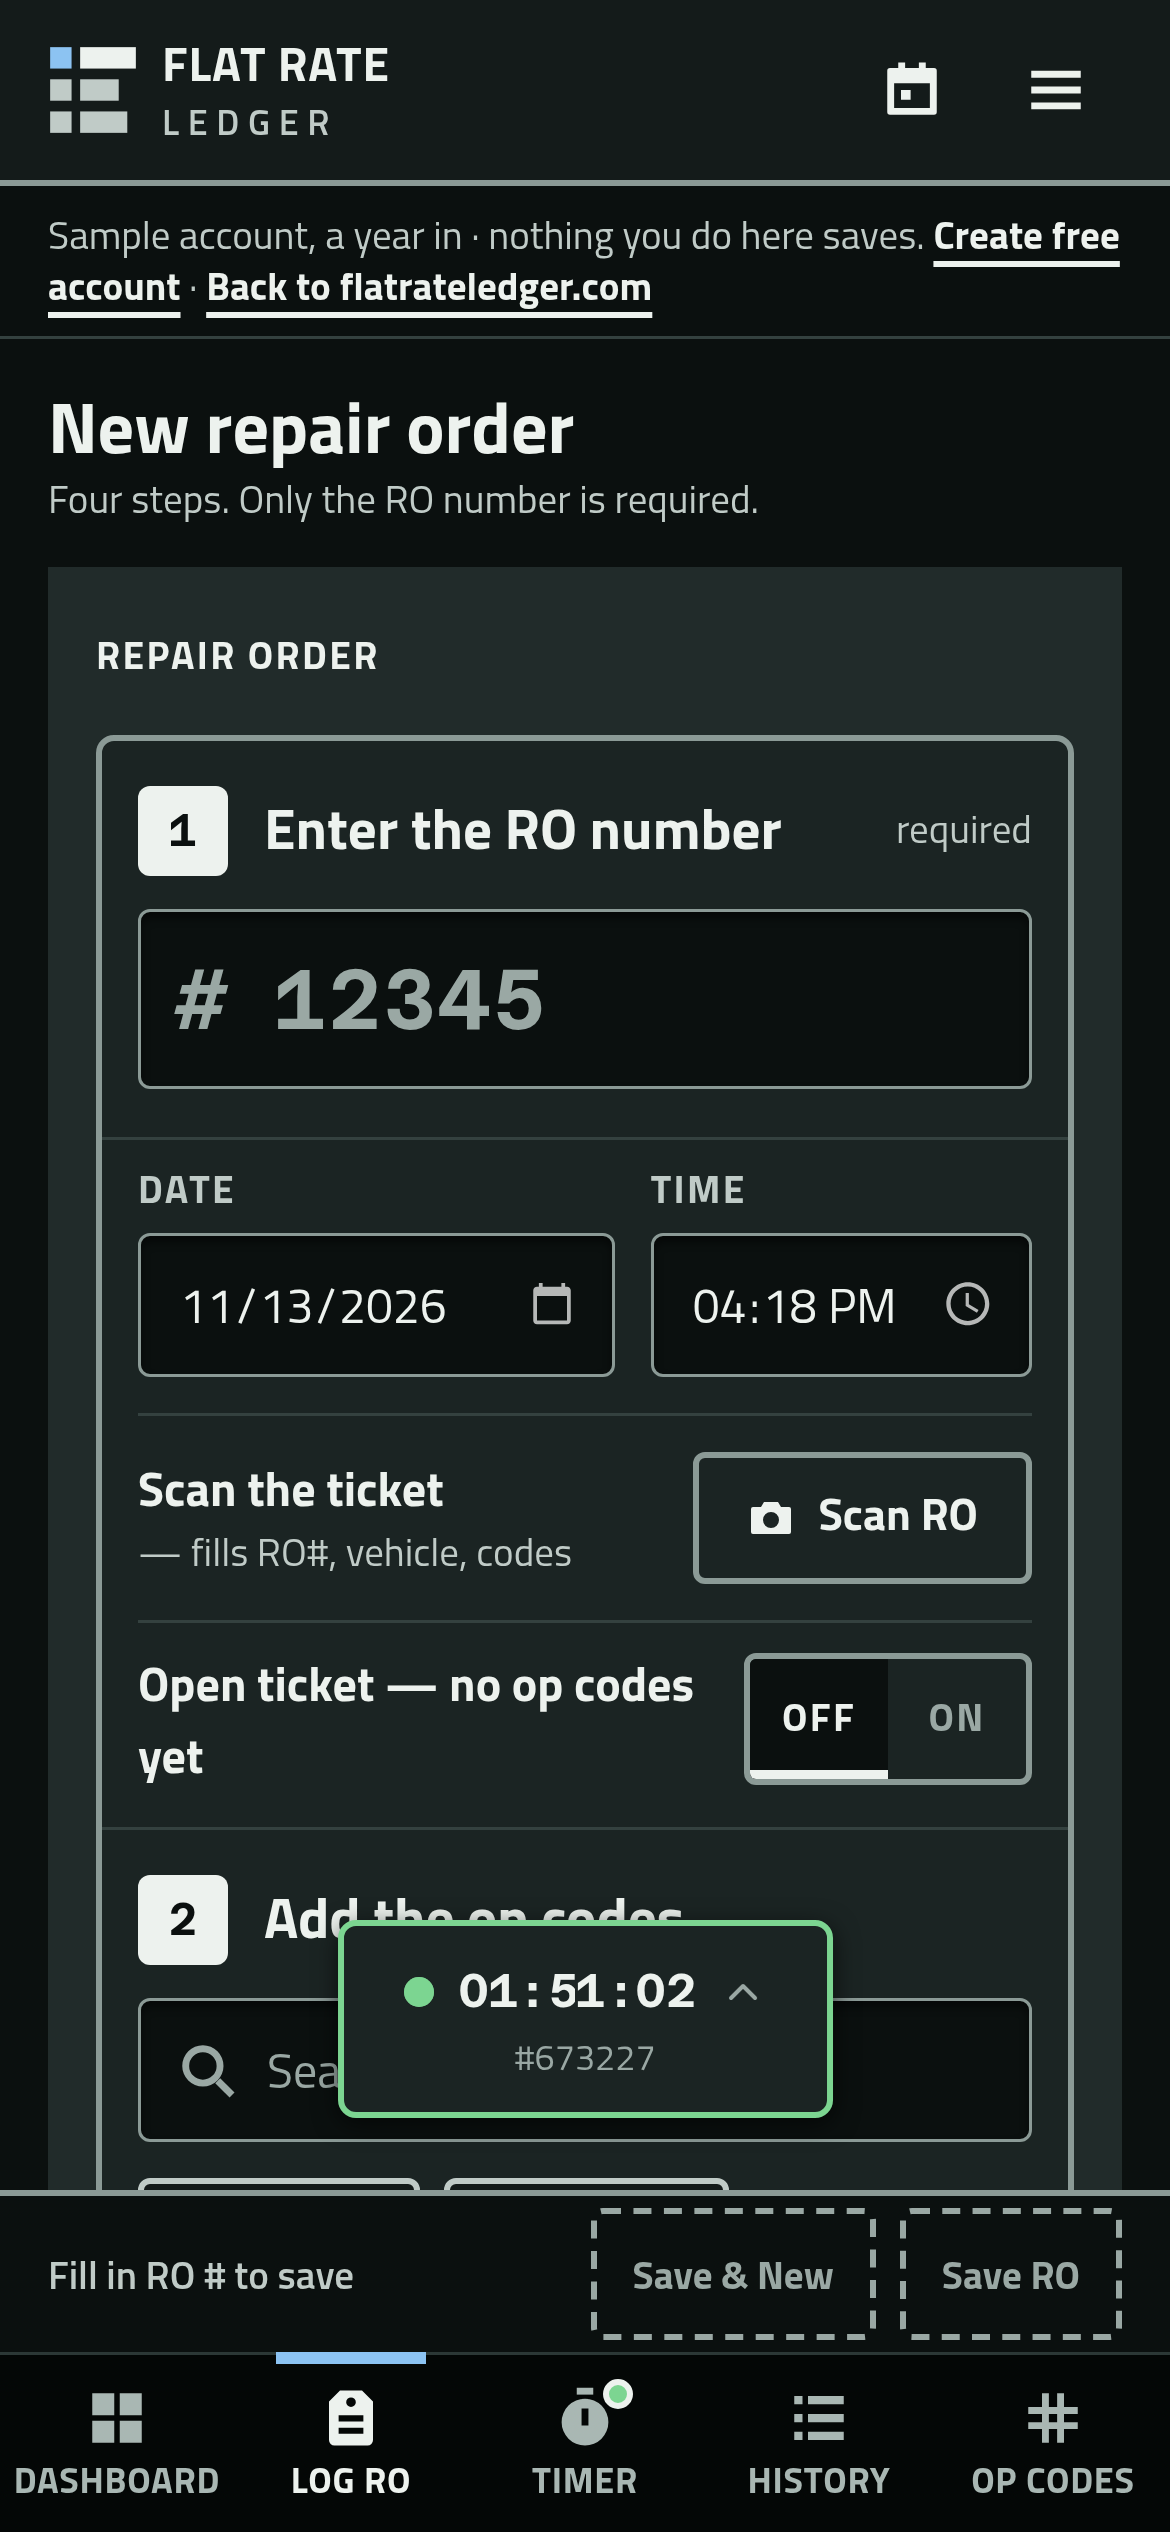 FLAT RATE
LEDGER
Sample account, a year in · nothing you do here saves. Create free
account · Back to flatrateledger.com
New repair order
Four steps. Only the RO number is required.
REPAIR ORDER
1 Enter the RO number required
# 12345
DATE TIME
11/13/2026 04:18 PM
Scan the ticket
— fills RO#, vehicle, codes
Scan RO
Open ticket — no op codes
yet
OFF ON
2 Add the op codes
01:51:02
#673227
Fill in RO # to save Save & New Save RO
DASHBOARD LOG RO TIMER HISTORY OP CODES